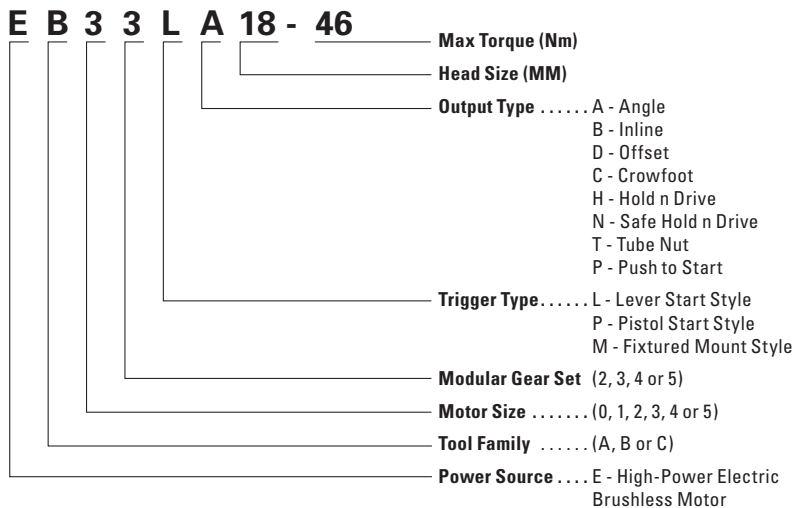 E B 3 3 L A 18 - 46
Max Torque (Nm)
Head Size (MM)
Output Type ...... A - Angle
B - Inline
D - Offset
C - Crowfoot
H - Hold n Drive
N - Safe Hold n Drive
T - Tube Nut
P - Push to Start
Trigger Type ...... L - Lever Start Style
P - Pistol Start Style
M - Fixtured Mount Style
Modular Gear Set (2, 3, 4 or 5)
Motor Size ....... (0, 1, 2, 3, 4 or 5)
Tool Family ...... (A, B or C)
Power Source .... E - High-Power Electric
Brushless Motor